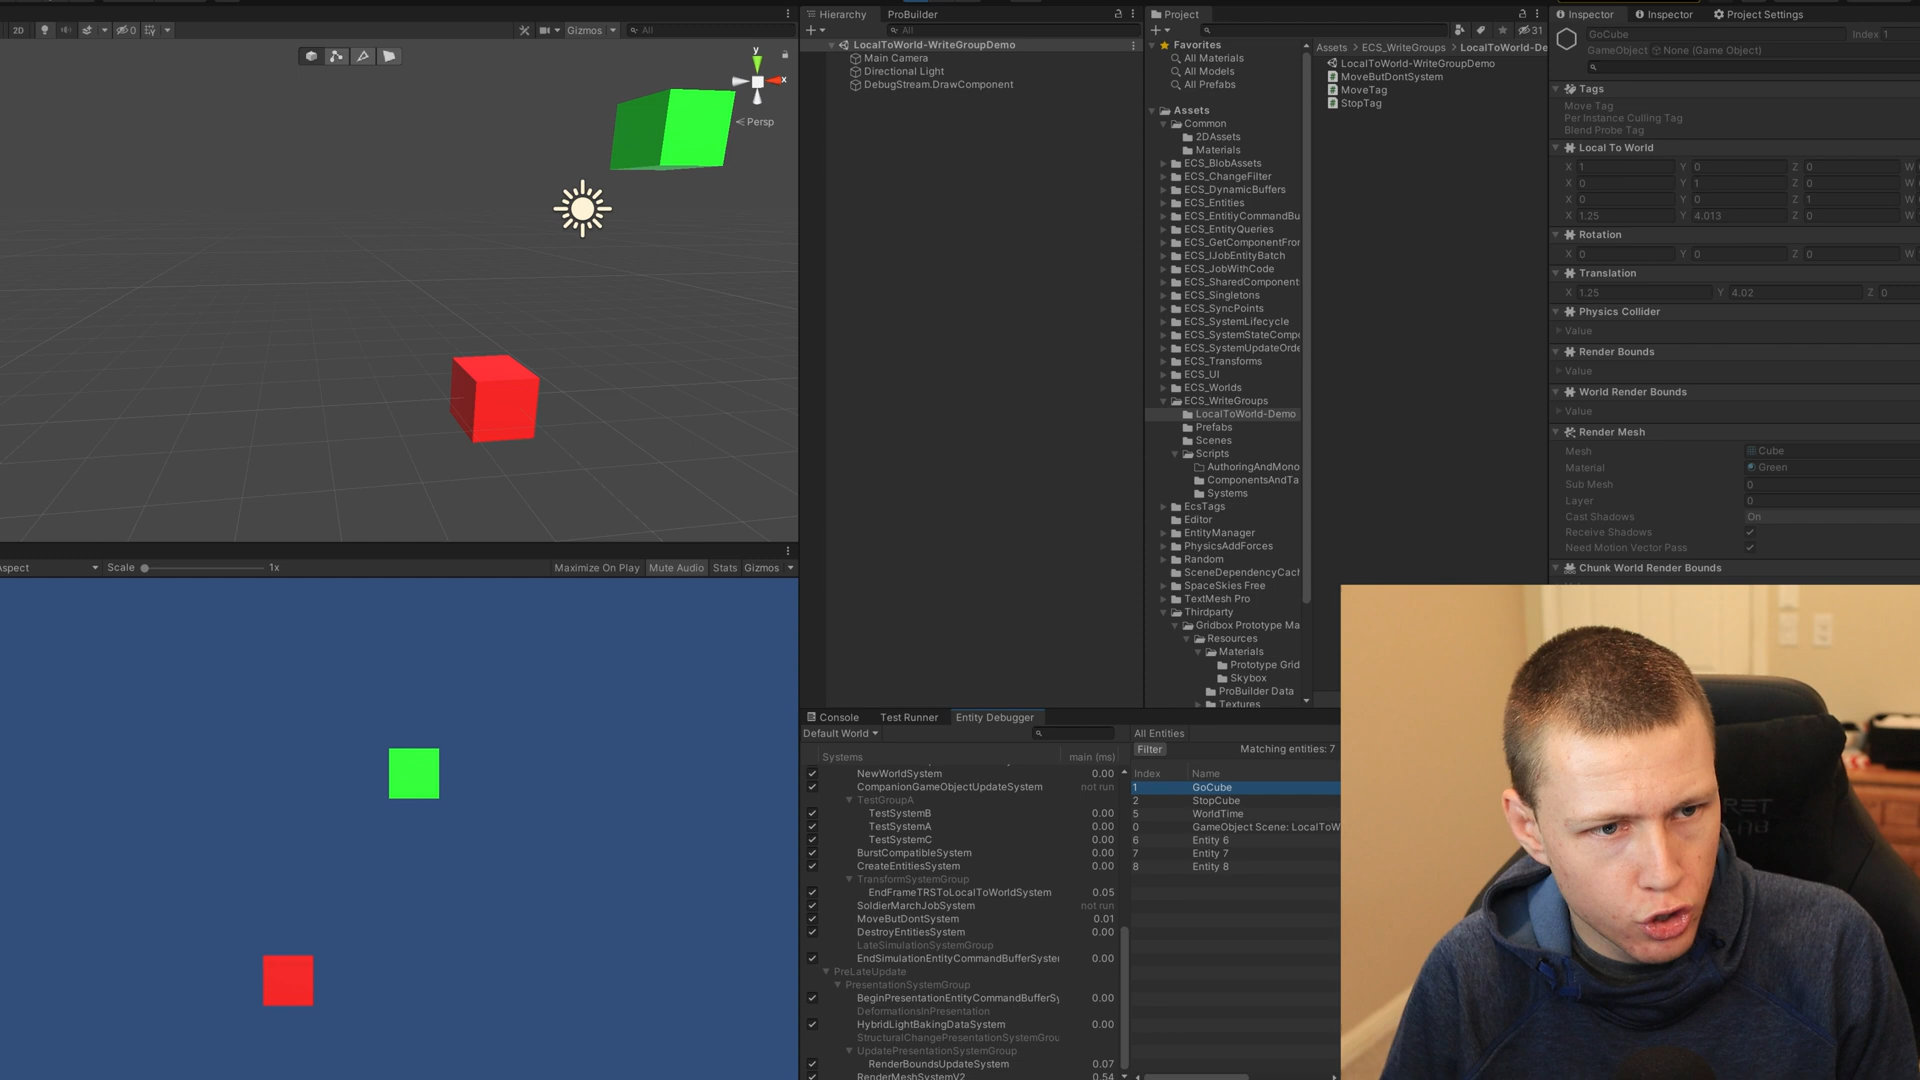 2D
0
Gizmos
All
y
x
Persp
Aspect
Scale
1x
Maximize On Play
Mute Audio
Stats
Gizmos
Hierarchy
ProBuilder
All
LocalToWorld-WriteGroupDemo
Main Camera
Directional Light
DebugStream.DrawComponent
Project
31
Favorites
All Materials
All Models
All Prefabs
Assets
Common
2DAssets
Materials
ECS_BlobAssets
ECS_ChangeFilter
ECS_DynamicBuffers
ECS_Entities
ECS_EntitiyCommandBu
ECS_EntityQueries
ECS_GetComponentFror
ECS_IJobEntityBatch
ECS_JobWithCode
ECS_SharedComponent
ECS_Singletons
ECS_SyncPoints
ECS_SystemLifecycle
ECS_SystemStateCompo
ECS_SystemUpdateOrde
ECS_Transforms
ECS_UI
ECS_Worlds
ECS_WriteGroups
LocalToWorld-Demo
Prefabs
Scenes
Scripts
AuthoringAndMono
ComponentsAndTa
Systems
EcsTags
Editor
EntityManager
PhysicsAddForces
Random
SceneDependencyCach
SpaceSkies Free
TextMesh Pro
Thirdparty
Gridbox Prototype Ma
Resources
Materials
Prototype Grid
Skybox
ProBuilder Data
Textures
Assets > ECS_WriteGroups > LocalToWorld-De
LocalToWorld-WriteGroupDemo
MoveButDontSystem
MoveTag
StopTag
Inspector
Inspector
Project Settings
GoCube
Index 1
GameObject
None (Game Object)
Tags
Move Tag
Per Instance Culling Tag
Blend Probe Tag
Local To World
X 1 Y 0 Z 0 W
X 0 Y 1 Z 0 W
X 0 Y 0 Z 1 W
X 1.25 Y 4.013 Z 0 W
Rotation
X 0 Y 0 Z 0 W
Translation
X 1.25 Y 4.02 Z 0
Physics Collider
Value
Render Bounds
Value
World Render Bounds
Value
Render Mesh
Mesh Cube
Material Green
Sub Mesh 0
Layer 0
Cast Shadows On
Receive Shadows
Need Motion Vector Pass
Chunk World Render Bounds
Console
Test Runner
Entity Debugger
Default World
Systems
main (ms)
NewWorldSystem 0.00
CompanionGameObjectUpdateSystem not run
TestGroupA
TestSystemB 0.00
TestSystemA 0.00
TestSystemC 0.00
BurstCompatibleSystem 0.00
CreateEntitiesSystem 0.00
TransformSystemGroup
EndFrameTRSToLocalToWorldSystem 0.05
SoldierMarchJobSystem not run
MoveButDontSystem 0.01
DestroyEntitiesSystem 0.00
LateSimulationSystemGroup
EndSimulationEntityCommandBufferSyster 0.00
PreLateUpdate
PresentationSystemGroup
BeginPresentationEntityCommandBufferSy 0.00
DeformationsInPresentation
HybridLightBakingDataSystem 0.00
StructuralChangePresentationSystemGrou
UpdatePresentationSystemGroup
RenderBoundsUpdateSystem 0.07
RenderMeshSystemV2 0.54
All Entities
Filter
Matching entities: 7
Index Name
1 GoCube
2 StopCube
5 WorldTime
0 GameObject Scene: LocalToW
6 Entity 6
7 Entity 7
8 Entity 8